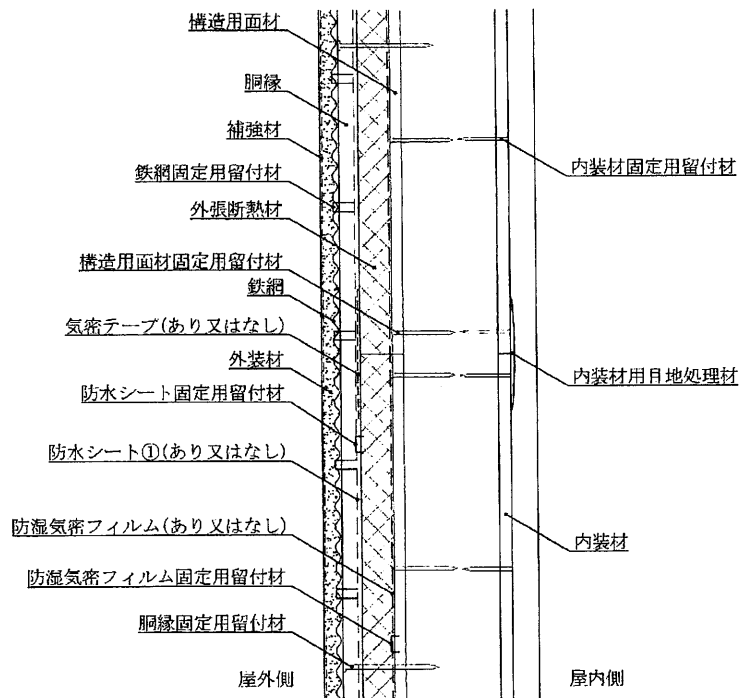 構造用面材
胴縁
補強材
鉄網固定用留付材
外張断熱材
構造用面材固定用留付材
鉄網
気密テープ(あり又はなし)
外装材
防水シート固定用留付材
防水シート①(あり又はなし)
防湿気密フィルム(あり又はなし)
防湿気密フィルム固定用留付材
胴縁固定用留付材
屋外側
内装材固定用留付材
内装材用目地処理材
内装材
屋内側